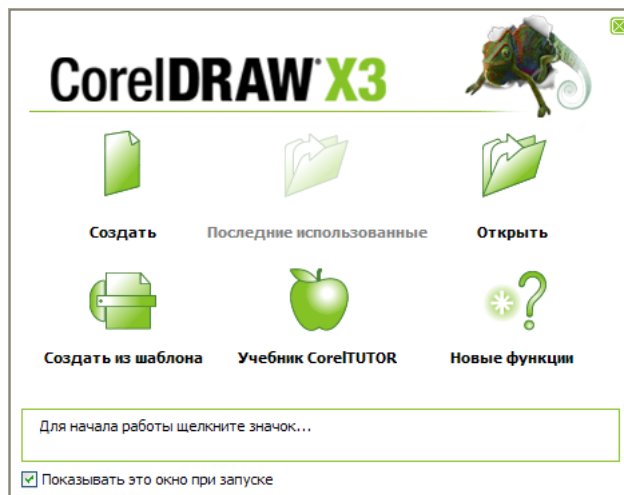 CorelDRAW X3
Создать
Последние использованные
Открыть
Создать из шаблона
Учебник CorelTUTOR
Новые функции
Для начала работы щелкните значок...
Показывать это окно при запуске